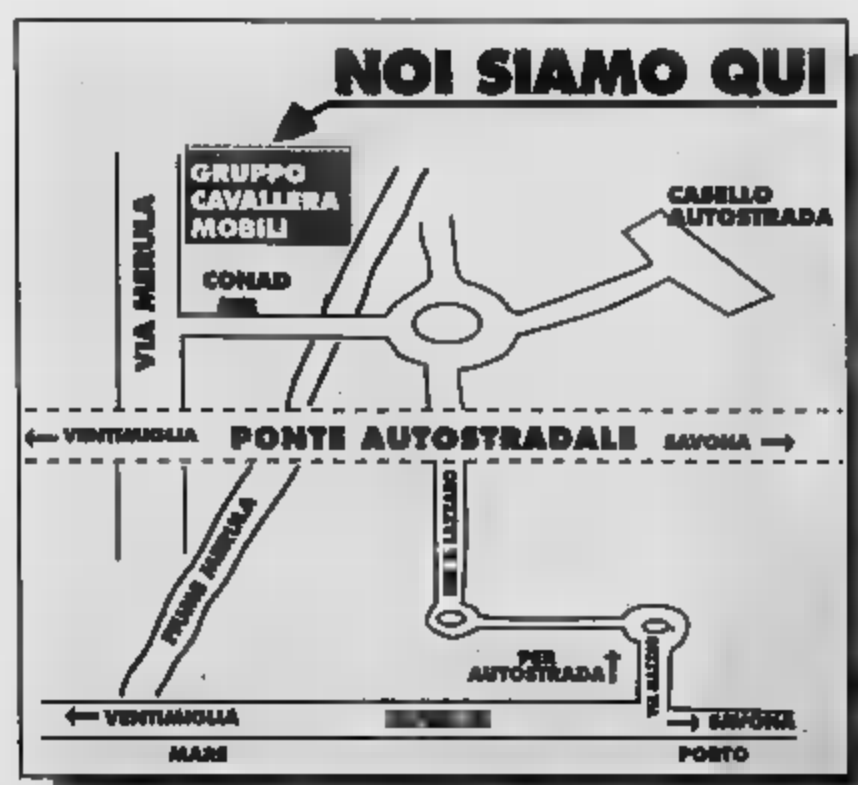 NOI SIAMO QUI
GRUPPO
CAVALLERA
MOBILI
CASELLO
AUTOSTRADA
VIA MERULA
CONAD
← VENTIMIGLIA
PONTE AUTOSTRADALE
SAVONA →
FIUME MERULA
PER
AUTOSTRADA ↑
VIA
← VENTIMIGLIA
→ SAVONA
MARE
PORTO